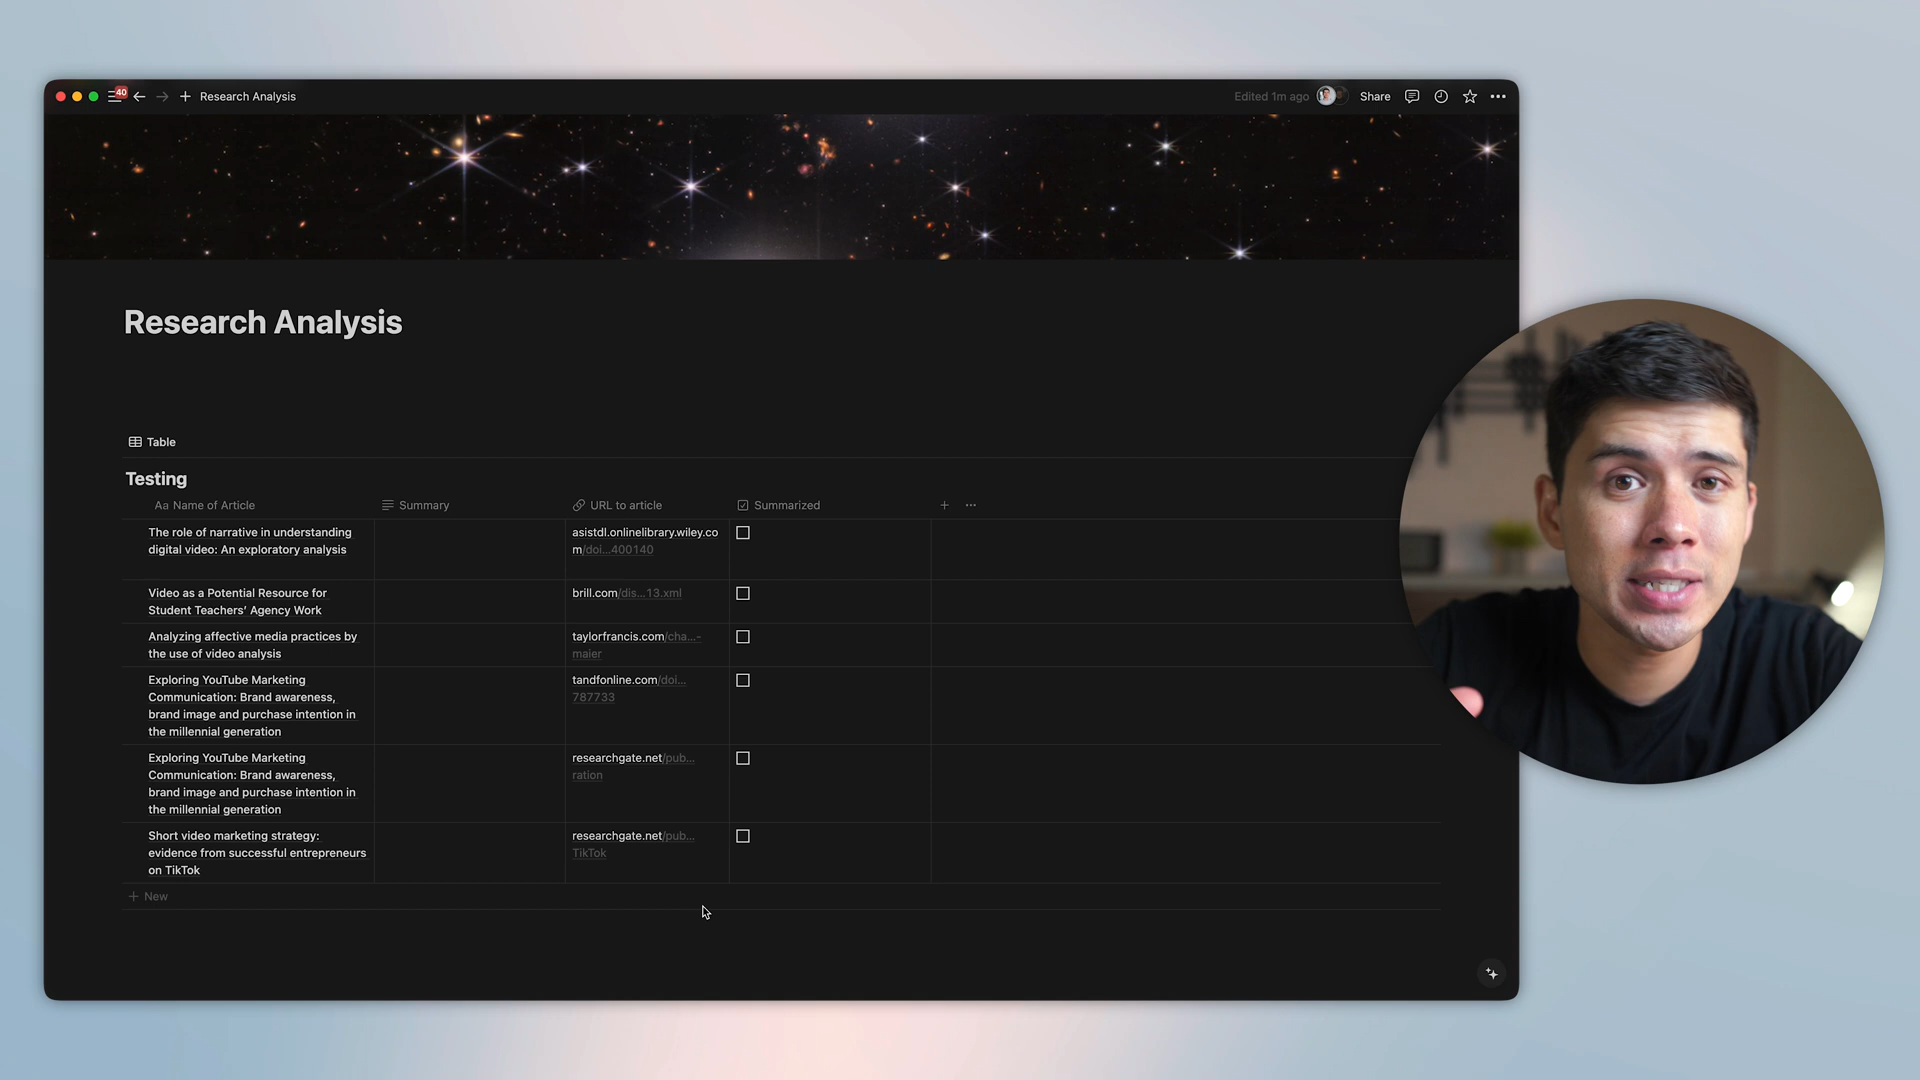 40
Research Analysis
Edited 1m ago
Share
Research Analysis
Table
Testing
Aa Name of Article
Summary
URL to article
Summarized
The role of narrative in understanding
digital video: An exploratory analysis
asistdl.onlinelibrary.wiley.co
m/doi...400140
Video as a Potential Resource for
Student Teachers’ Agency Work
brill.com/dis...13.xml
Analyzing affective media practices by
the use of video analysis
taylorfrancis.com/cha...-
maier
Exploring YouTube Marketing
Communication: Brand awareness,
brand image and purchase intention in
the millennial generation
tandfonline.com/doi...
787733
Exploring YouTube Marketing
Communication: Brand awareness,
brand image and purchase intention in
the millennial generation
researchgate.net/pub...
ration
Short video marketing strategy:
evidence from successful entrepreneurs
on TikTok
researchgate.net/pub...
TikTok
New